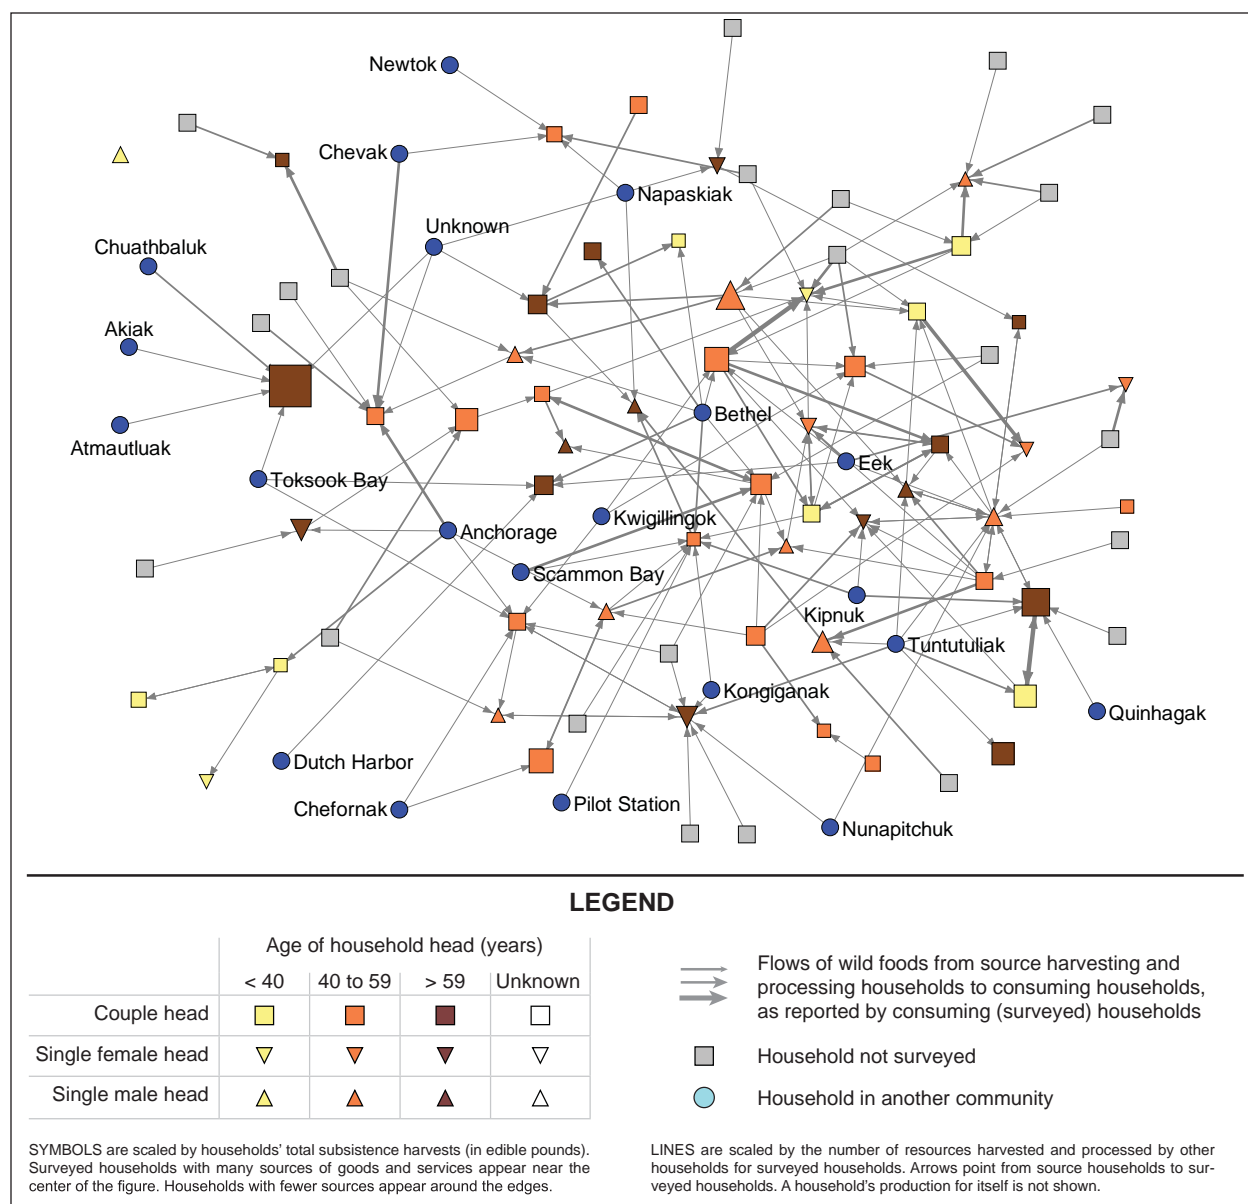 Newtok
Chevak
Napaskiak
Unknown
Chuathbaluk
Akiak
Bethel
Atmautluak
Eek
Toksook Bay
Kwigillingok
Anchorage
Scammon Bay
Kipnuk
Tuntutuliak
Kongiganak
Quinhagak
Dutch Harbor
Chefornak
Pilot Station
Nunapitchuk
LEGEND
Age of household head (years)
< 40 40 to 59 > 59 Unknown
Couple head
Single female head
Single male head
Flows of wild foods from source harvesting and
processing households to consuming households,
as reported by consuming (surveyed) households
Household not surveyed
Household in another community
SYMBOLS are scaled by households' total subsistence harvests (in edible pounds).
Surveyed households with many sources of goods and services appear near the
center of the figure. Households with fewer sources appear around the edges.
LINES are scaled by the number of resources harvested and processed by other
households for surveyed households. Arrows point from source households to sur-
veyed households. A household's production for itself is not shown.